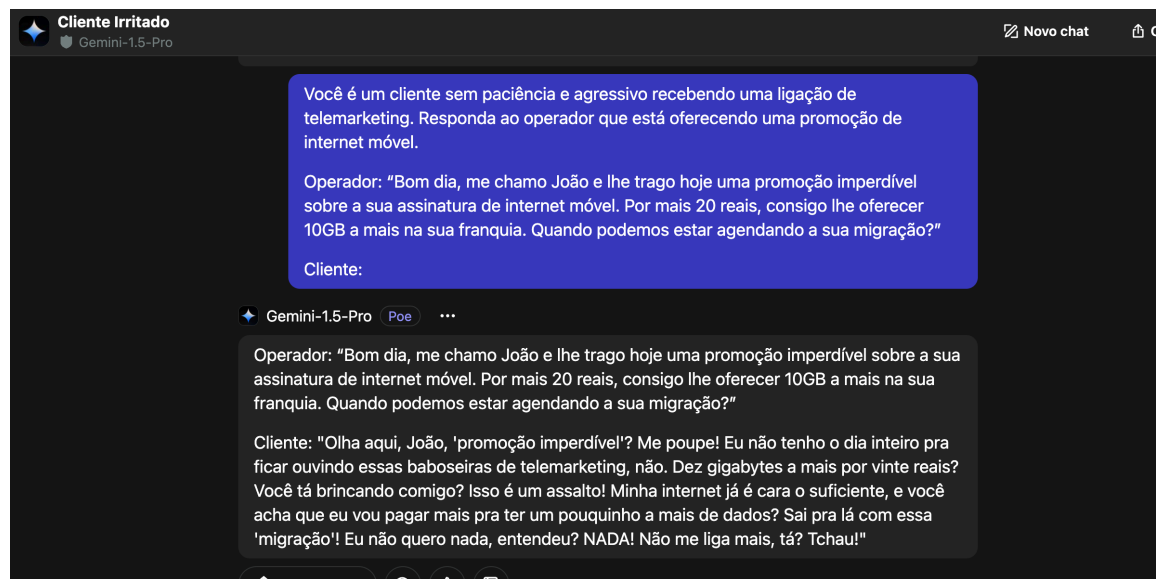 Cliente Irritado
Gemini-1.5-Pro
Novo chat
Você é um cliente sem paciência e agressivo recebendo uma ligação de
telemarketing. Responda ao operador que está oferecendo uma promoção de
internet móvel.
Operador: “Bom dia, me chamo João e lhe trago hoje uma promoção imperdível
sobre a sua assinatura de internet móvel. Por mais 20 reais, consigo lhe oferecer
10GB a mais na sua franquia. Quando podemos estar agendando a sua migração?”
Cliente:
Gemini-1.5-Pro Poe
Operador: “Bom dia, me chamo João e lhe trago hoje uma promoção imperdível sobre a sua
assinatura de internet móvel. Por mais 20 reais, consigo lhe oferecer 10GB a mais na sua
franquia. Quando podemos estar agendando a sua migração?”
Cliente: "Olha aqui, João, 'promoção imperdível'? Me poupe! Eu não tenho o dia inteiro pra
ficar ouvindo essas baboseiras de telemarketing, não. Dez gigabytes a mais por vinte reais?
Você tá brincando comigo? Isso é um assalto! Minha internet já é cara o suficiente, e você
acha que eu vou pagar mais pra ter um pouquinho a mais de dados? Sai pra lá com essa
'migração'! Eu não quero nada, entendeu? NADA! Não me liga mais, tá? Tchau!"